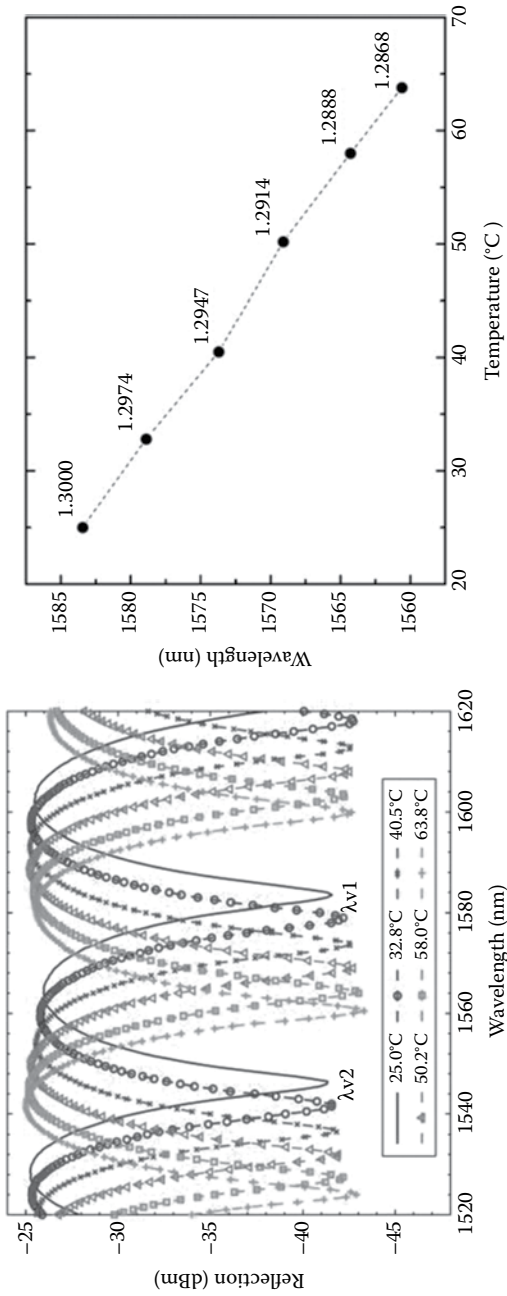 Reflection (dBm)
−25
−30
−35
−40
−45
λv2
λv1
25.0°C
32.8°C
40.5°C
50.2°C
58.0°C
63.8°C
1520
1540
1560
1580
1600
1620
Wavelength (nm)
Wavelength (nm)
1585
1580
1575
1570
1565
1560
1.3000
1.2974
1.2947
1.2914
1.2888
1.2868
20
30
40
50
60
70
Temperature (°C )